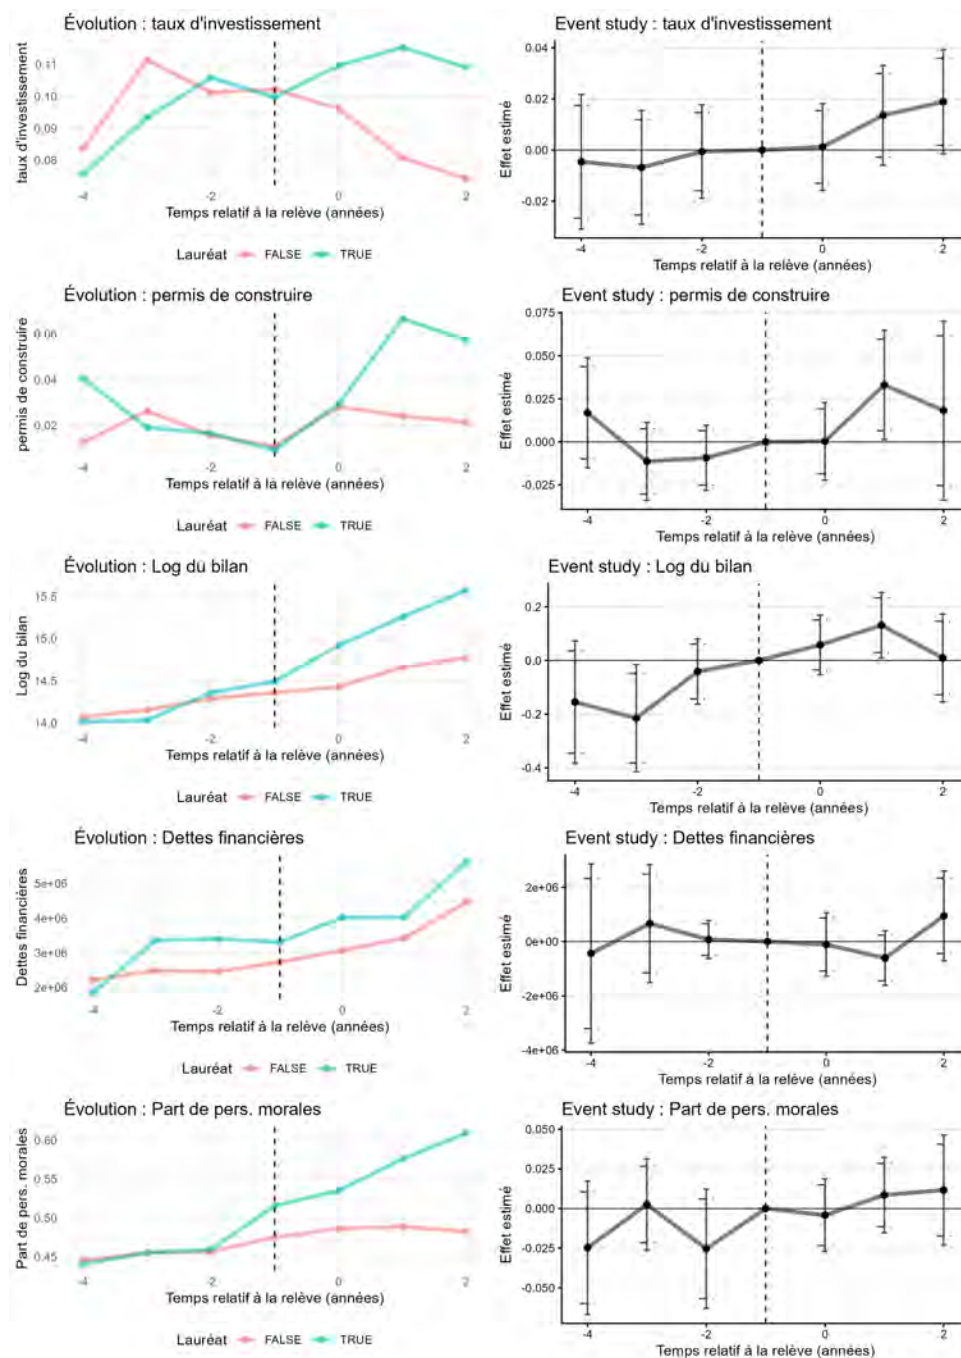 Évolution : taux d'investissement
taux d'investissement
0.11
0.10
0.09
0.08
-4
-2
0
2
Temps relatif à la relève (années)
Lauréat FALSE TRUE
Event study : taux d'investissement
Effet estimé
0.04
0.02
0.00
-0.02
-4
-2
0
2
Temps relatif à la relève (années)
Évolution : permis de construire
permis de construire
0.06
0.04
0.02
-4
-2
0
2
Temps relatif à la relève (années)
Lauréat FALSE TRUE
Event study : permis de construire
Effet estimé
0.075
0.050
0.025
0.000
-0.025
-4
-2
0
2
Temps relatif à la relève (années)
Évolution : Log du bilan
Log du bilan
15.5
15.0
14.5
14.0
-4
-2
0
2
Temps relatif à la relève (années)
Lauréat FALSE TRUE
Event study : Log du bilan
Effet estimé
0.2
0.0
-0.2
-0.4
-4
-2
0
2
Temps relatif à la relève (années)
Évolution : Dettes financières
Dettes financières
5e+06
4e+06
3e+06
2e+06
-4
-2
0
2
Temps relatif à la relève (années)
Lauréat FALSE TRUE
Event study : Dettes financières
Effet estimé
2e+06
0e+00
-2e+06
-4e+06
-4
-2
0
2
Temps relatif à la relève (années)
Évolution : Part de pers. morales
Part de pers. morales
0.60
0.55
0.50
0.45
-4
-2
0
2
Temps relatif à la relève (années)
Lauréat FALSE TRUE
Event study : Part de pers. morales
Effet estimé
0.050
0.025
0.000
-0.025
-0.050
-4
-2
0
2
Temps relatif à la relève (années)